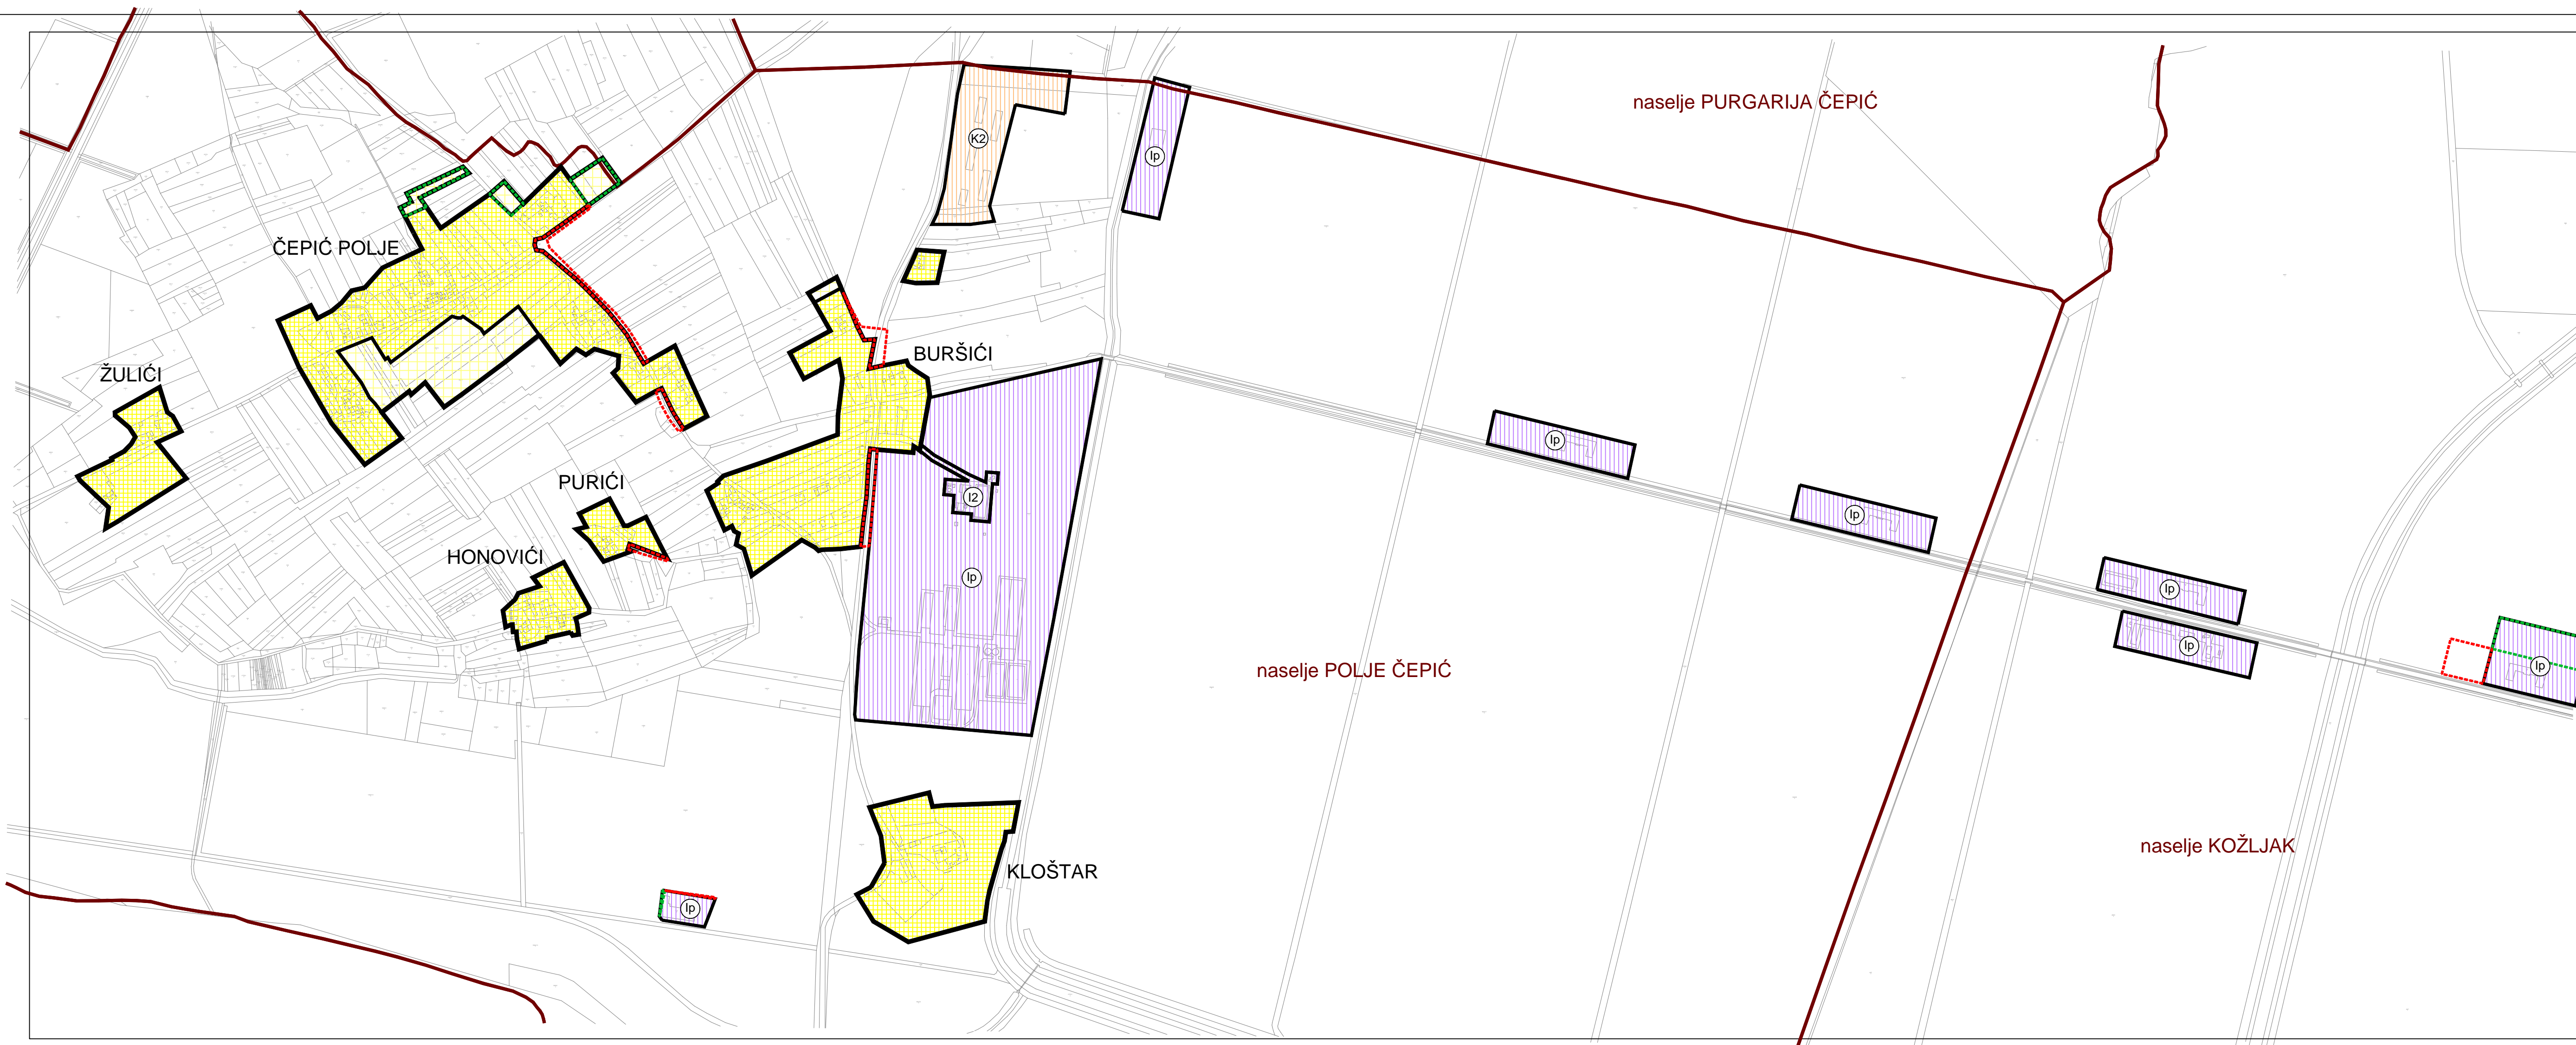 naselje PURGARIJA ČEPIĆ
K2
Ip
ČEPIĆ POLJE
BURŠIĆI
ŽULIĆI
Ip
PURIĆI
I2
Ip
HONOVIĆI
Ip
Ip
Ip
Ip
naselje POLJE ČEPIĆ
naselje KOŽLJAK
KLOŠTAR
Ip